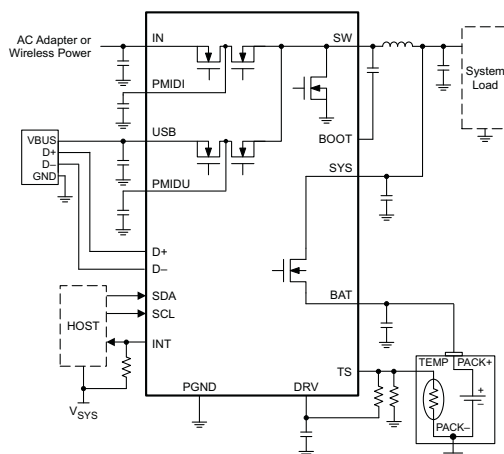 AC Adapter or
Wireless Power
IN
SW
PMIDI
System
Load
VBUS
D+
D–
GND
USB
BOOT
PMIDU
SYS
D+
D–
BAT
HOST
SDA
SCL
INT
VSYS
TS
TEMP
PACK+
+
–
PACK–
PGND
DRV